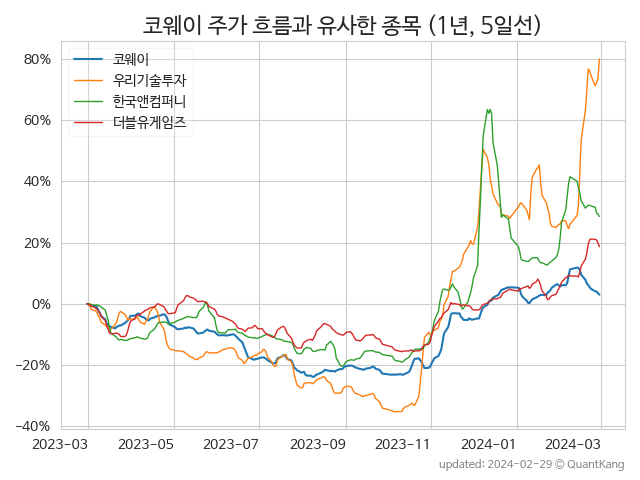 코웨이 주가 흐름과 유사한 종목 (1년, 5일선)
코웨이
우리기술투자
한국앤컴퍼니
더블유게임즈
80%
60%
40%
20%
0%
−20%
−40%
2023-03 2023-05 2023-07 2023-09 2023-11 2024-01 2024-03
updated: 2024-02-29 ⓒ QuantKang